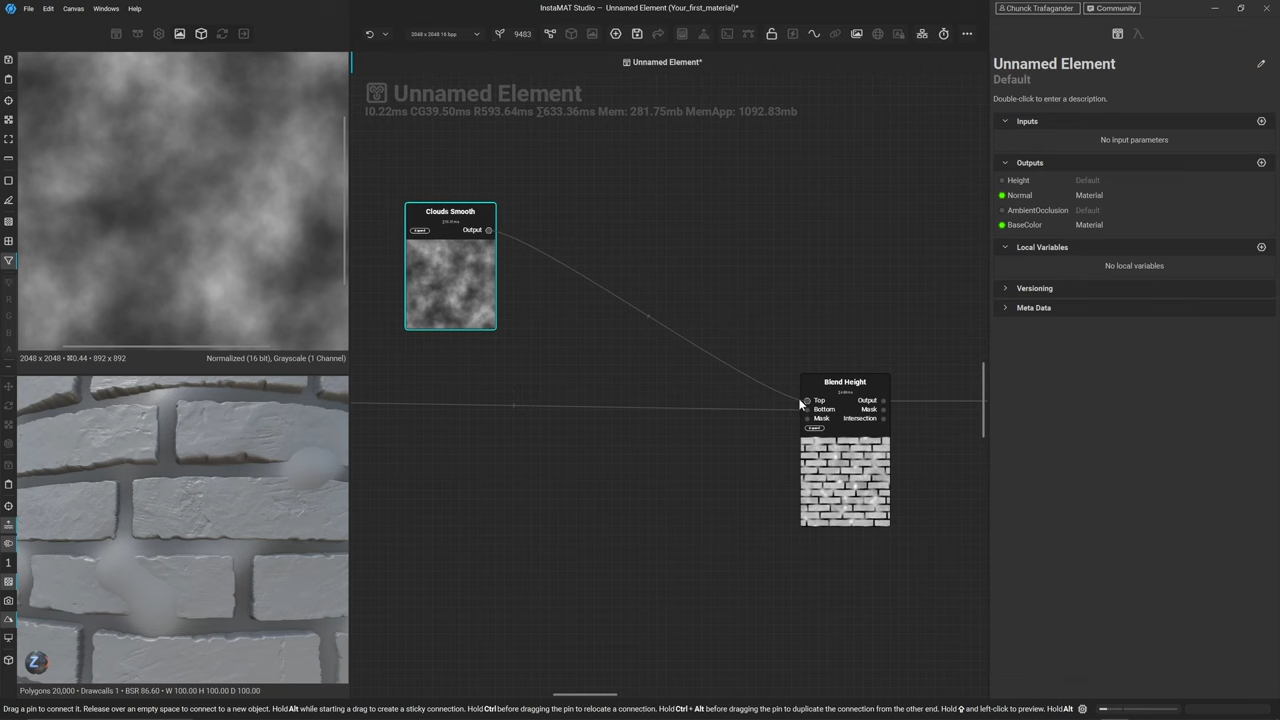 File Edit Canvas Windows Help
InstaMAT Studio – Unnamed Element (Your_first_material)*
Chunck Trafagander
Community
2048 x 2048 16 bpp
9483
Unnamed Element*
Unnamed Element
I0.22ms CG39.50ms R593.64ms ∑633.36ms Mem: 281.75mb MemApp: 1092.83mb
Clouds Smooth
Output
Blend Height
Top Output
Bottom Mask
Mask Intersection
R
G
B
A
2048 x 2048 • 0.44 • 892 x 892
Normalized (16 bit), Grayscale (1 Channel)
1
Z
Polygons 20,000 • Drawcalls 1 • BSR 86.60 • W 100.00 H 100.00 D 100.00
Unnamed Element
Default
Double-click to enter a description.
Inputs
No input parameters
Outputs
Height Default
Normal Material
AmbientOcclusion Default
BaseColor Material
Local Variables
No local variables
Versioning
Meta Data
Drag a pin to connect it. Release over an empty space to connect to a new object. Hold Alt while starting a drag to create a sticky connection. Hold Ctrl before dragging the pin to relocate a connection. Hold Ctrl + Alt before dragging the pin to duplicate the connection from the other end. Hold ⇧ and left-click to preview. Hold Alt